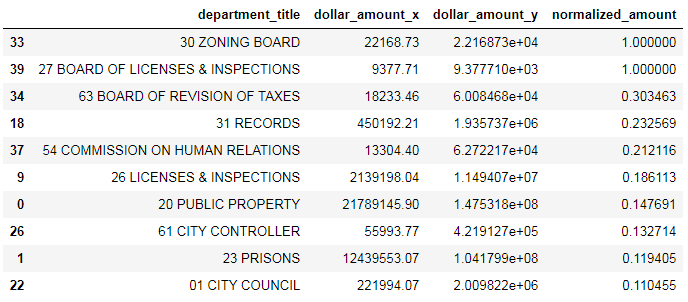 department_title dollar_amount_x dollar_amount_y normalized_amount
33 30 ZONING BOARD 22168.73 2.216873e+04 1.000000
39 27 BOARD OF LICENSES & INSPECTIONS 9377.71 9.377710e+03 1.000000
34 63 BOARD OF REVISION OF TAXES 18233.46 6.008468e+04 0.303463
18 31 RECORDS 450192.21 1.935737e+06 0.232569
37 54 COMMISSION ON HUMAN RELATIONS 13304.40 6.272217e+04 0.212116
9 26 LICENSES & INSPECTIONS 2139198.04 1.149407e+07 0.186113
0 20 PUBLIC PROPERTY 21789145.90 1.475318e+08 0.147691
26 61 CITY CONTROLLER 55993.77 4.219127e+05 0.132714
1 23 PRISONS 12439553.07 1.041799e+08 0.119405
22 01 CITY COUNCIL 221994.07 2.009822e+06 0.110455